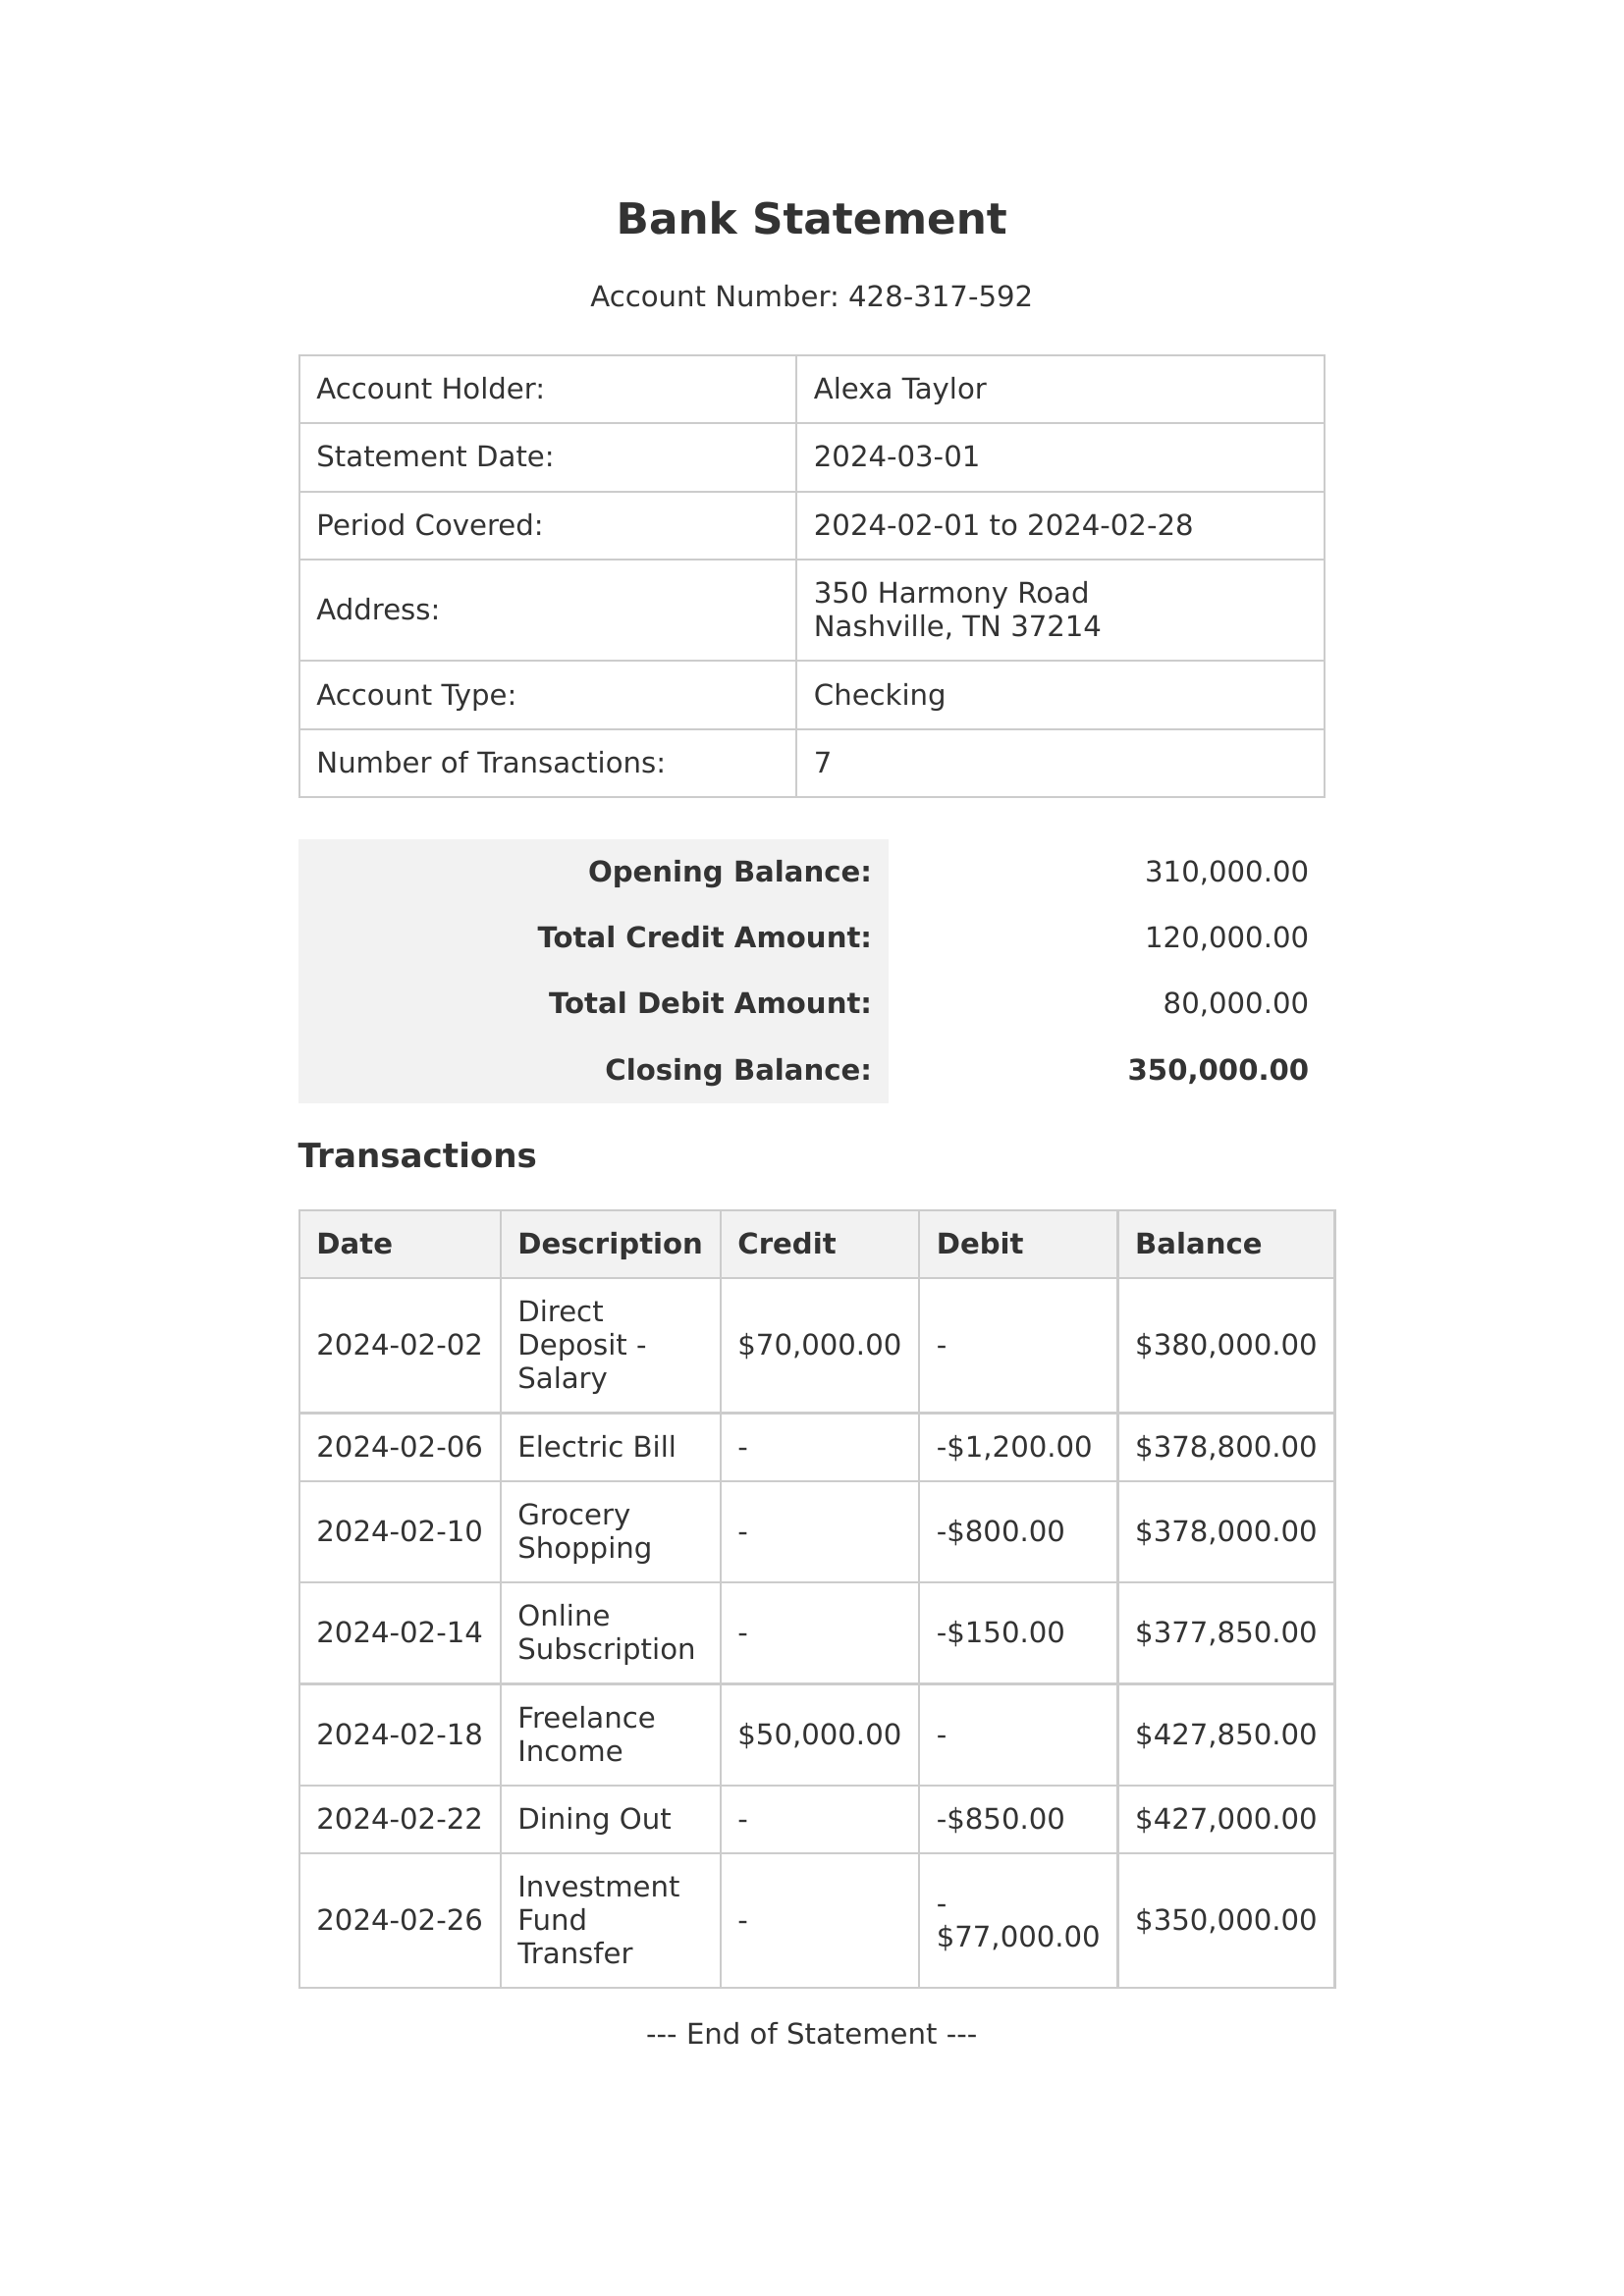 Bank Statement
Account Number: 428-317-592
Account Holder: Alexa Taylor
Statement Date: 2024-03-01
Period Covered: 2024-02-01 to 2024-02-28
Address: 350 Harmony Road
Nashville, TN 37214
Account Type: Checking
Number of Transactions: 7
Opening Balance: 310,000.00
Total Credit Amount: 120,000.00
Total Debit Amount: 80,000.00
Closing Balance: 350,000.00
Transactions
Date Description Credit Debit Balance
2024-02-02 Direct Deposit - Salary $70,000.00 - $380,000.00
2024-02-06 Electric Bill - -$1,200.00 $378,800.00
2024-02-10 Grocery Shopping - -$800.00 $378,000.00
2024-02-14 Online Subscription - -$150.00 $377,850.00
2024-02-18 Freelance Income $50,000.00 - $427,850.00
2024-02-22 Dining Out - -$850.00 $427,000.00
2024-02-26 Investment Fund Transfer - -$77,000.00 $350,000.00
--- End of Statement ---